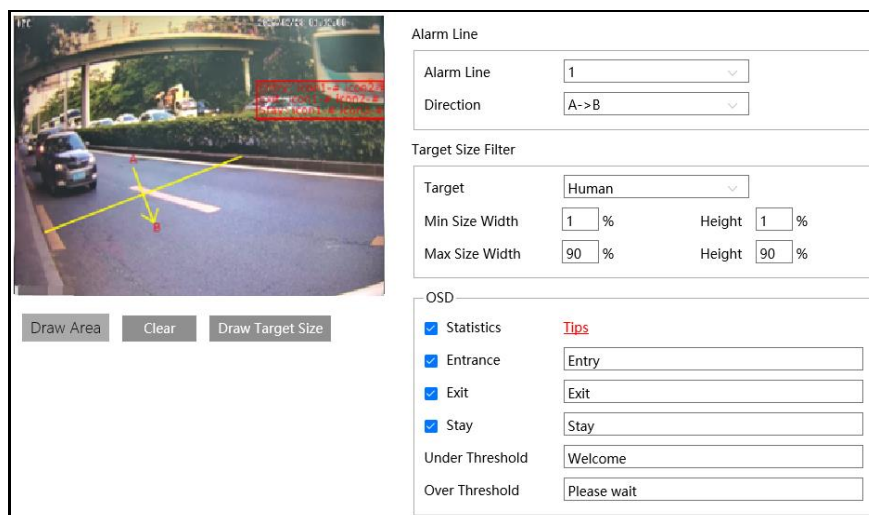 IPC
Alarm Line
Alarm Line 1
Direction A->B
Target Size Filter
Target Human
Min Size Width 1 % Height 1 %
Max Size Width 90 % Height 90 %
OSD
Statistics Tips
Entrance Entry
Exit Exit
Stay Stay
Under Threshold Welcome
Over Threshold Please wait
A
B
Draw Area Clear Draw Target Size